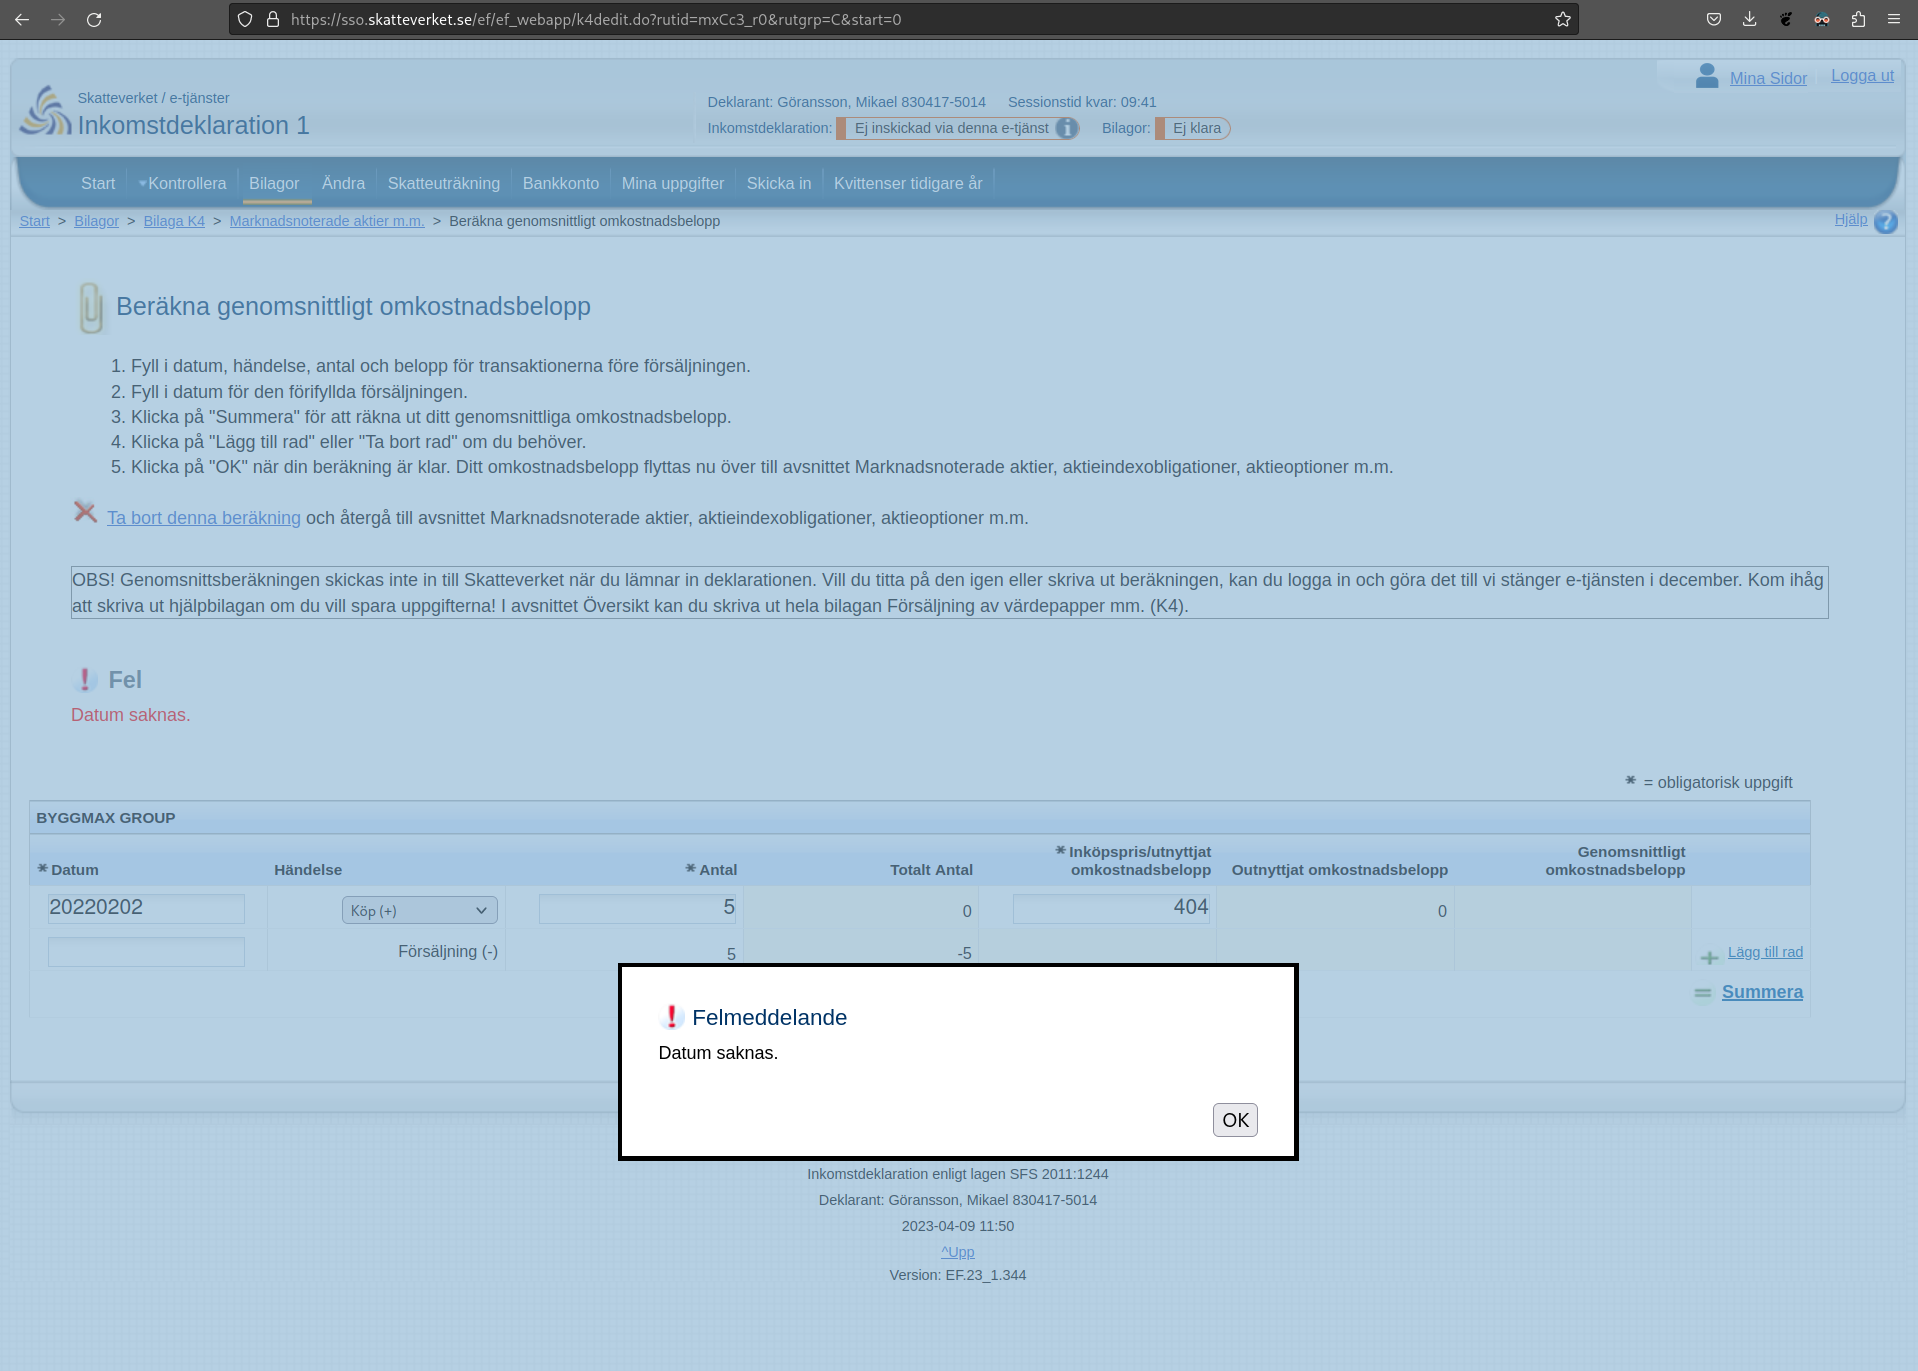 https://sso.skatteverket.se/ef/ef_webapp/k4dedit.do?rutid=mxCc3_r0&rutgrp=C&start=0
Mina Sidor
Logga ut
Skatteverket / e-tjänster
Inkomstdeklaration 1
Deklarant: Göransson, Mikael 830417-5014 Sessionstid kvar: 09:41
Inkomstdeklaration: Ej inskickad via denna e-tjänst Bilagor: Ej klara
Start Kontrollera Bilagor Ändra Skatteuträkning Bankkonto Mina uppgifter Skicka in Kvittenser tidigare år
Start > Bilagor > Bilaga K4 > Marknadsnoterade aktier m.m. > Beräkna genomsnittligt omkostnadsbelopp
Hjälp ?
Beräkna genomsnittligt omkostnadsbelopp
1. Fyll i datum, händelse, antal och belopp för transaktionerna före försäljningen.
2. Fyll i datum för den förifyllda försäljningen.
3. Klicka på "Summera" för att räkna ut ditt genomsnittliga omkostnadsbelopp.
4. Klicka på "Lägg till rad" eller "Ta bort rad" om du behöver.
5. Klicka på "OK" när din beräkning är klar. Ditt omkostnadsbelopp flyttas nu över till avsnittet Marknadsnoterade aktier, aktieindexobligationer, aktieoptioner m.m.
Ta bort denna beräkning och återgå till avsnittet Marknadsnoterade aktier, aktieindexobligationer, aktieoptioner m.m.
OBS! Genomsnittsberäkningen skickas inte in till Skatteverket när du lämnar in deklarationen. Vill du titta på den igen eller skriva ut beräkningen, kan du logga in och göra det till vi stänger e-tjänsten i december. Kom ihåg
att skriva ut hjälpbilagan om du vill spara uppgifterna! I avsnittet Översikt kan du skriva ut hela bilagan Försäljning av värdepapper mm. (K4).
Fel
Datum saknas.
* = obligatorisk uppgift
BYGGMAX GROUP
* Datum
Händelse
* Antal
Totalt Antal
* Inköpspris/utnyttjat
omkostnadsbelopp
Outnyttjat omkostnadsbelopp
Genomsnittligt
omkostnadsbelopp
20220202 Köp (+) 5 0 404 0
Försäljning (-) 5 -5 Lägg till rad
Summera
Felmeddelande
Datum saknas.
OK
Inkomstdeklaration enligt lagen SFS 2011:1244
Deklarant: Göransson, Mikael 830417-5014
2023-04-09 11:50
^Upp
Version: EF.23_1.344